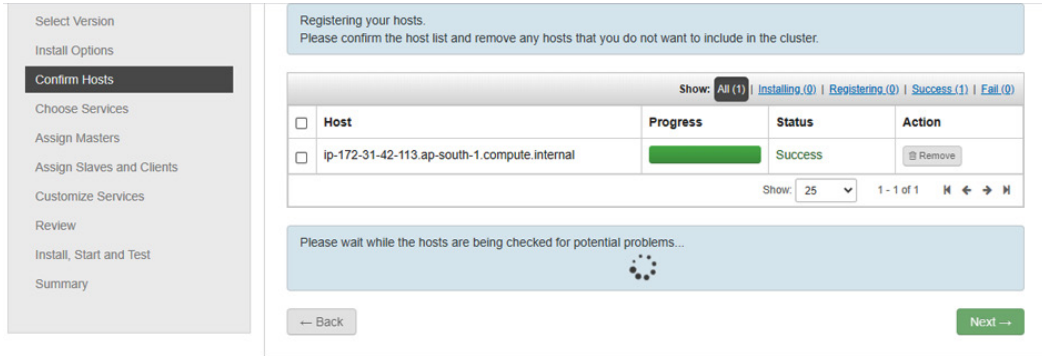 Select Version
Install Options
Confirm Hosts
Choose Services
Assign Masters
Assign Slaves and Clients
Customize Services
Review
Install, Start and Test
Summary
Registering your hosts.
Please confirm the host list and remove any hosts that you do not want to include in the cluster.
Show: All (1) | Installing (0) | Registering (0) | Success (1) | Fail (0)
Host Progress Status Action
ip-172-31-42-113.ap-south-1.compute.internal Success Remove
Show: 25 1 - 1 of 1
Please wait while the hosts are being checked for potential problems...
← Back
Next →